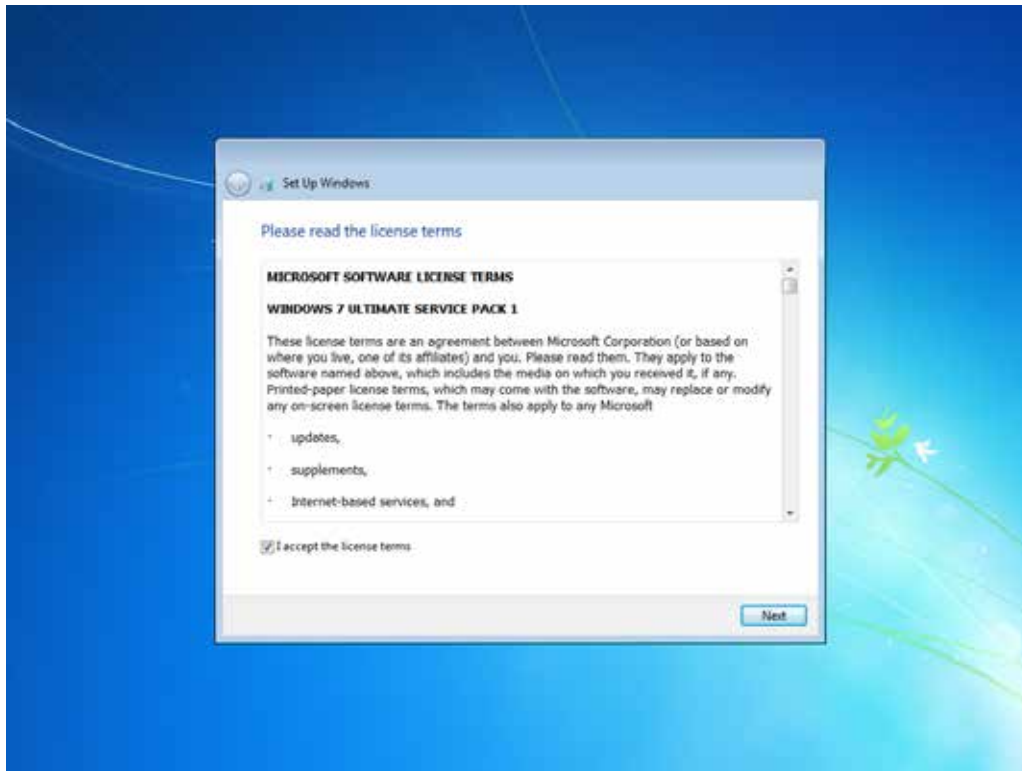 Set Up Windows
Please read the license terms
MICROSOFT SOFTWARE LICENSE TERMS
WINDOWS 7 ULTIMATE SERVICE PACK 1
These license terms are an agreement between Microsoft Corporation (or based on
where you live, one of its affiliates) and you. Please read them. They apply to the
software named above, which includes the media on which you received it, if any.
Printed-paper license terms, which may come with the software, may replace or modify
any on-screen license terms. The terms also apply to any Microsoft
· updates,
· supplements,
· Internet-based services, and
I accept the license terms
Next